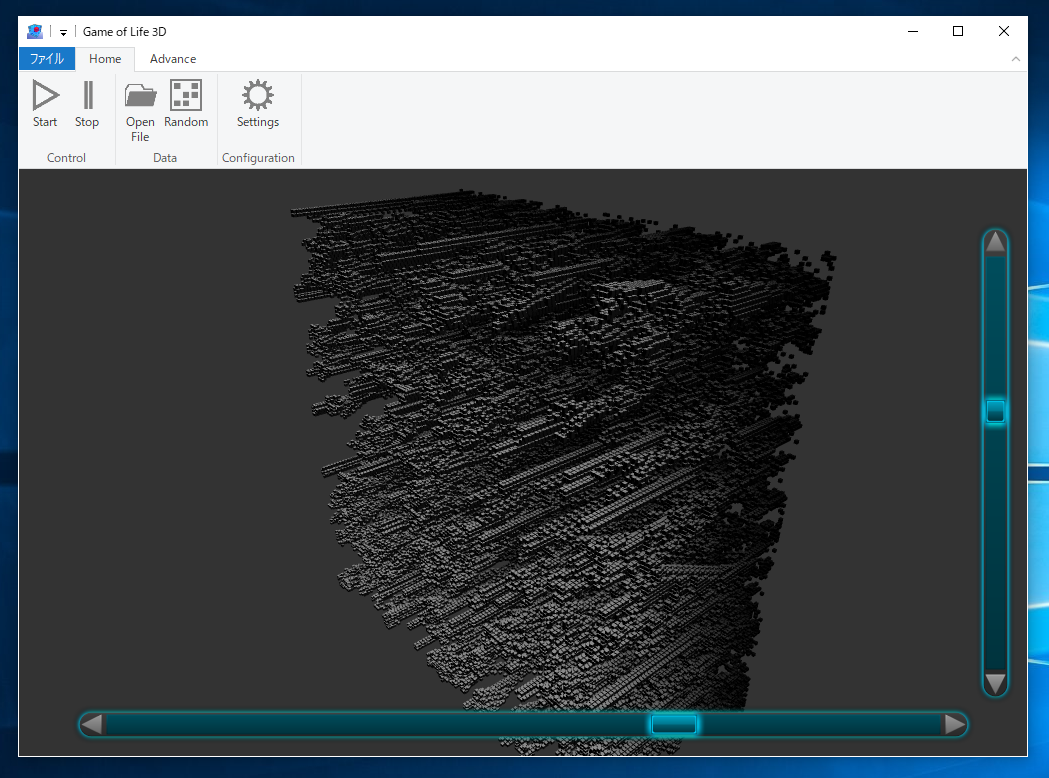 Game of Life 3D
ファイル Home Advance
Start Stop Open File Random Settings
Control Data Configuration